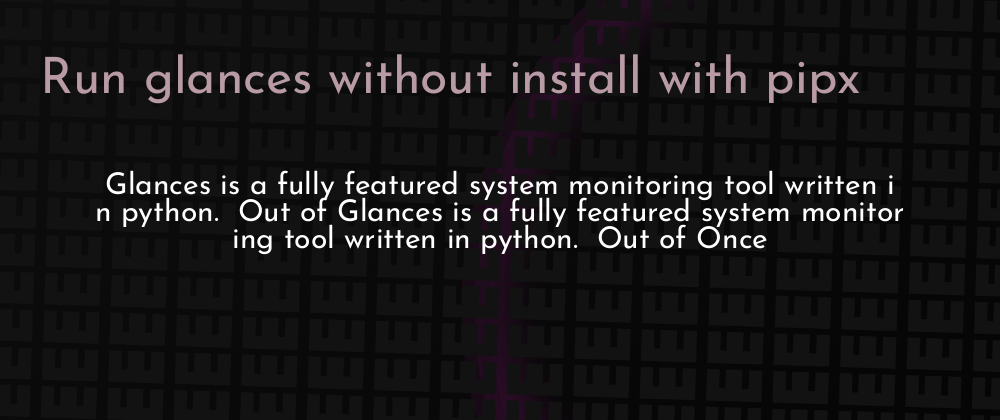 Run glances without install with pipx
Glances is a fully featured system monitoring tool written i
n python.  Out of Glances is a fully featured system monitor
ing tool written in python.  Out of Once